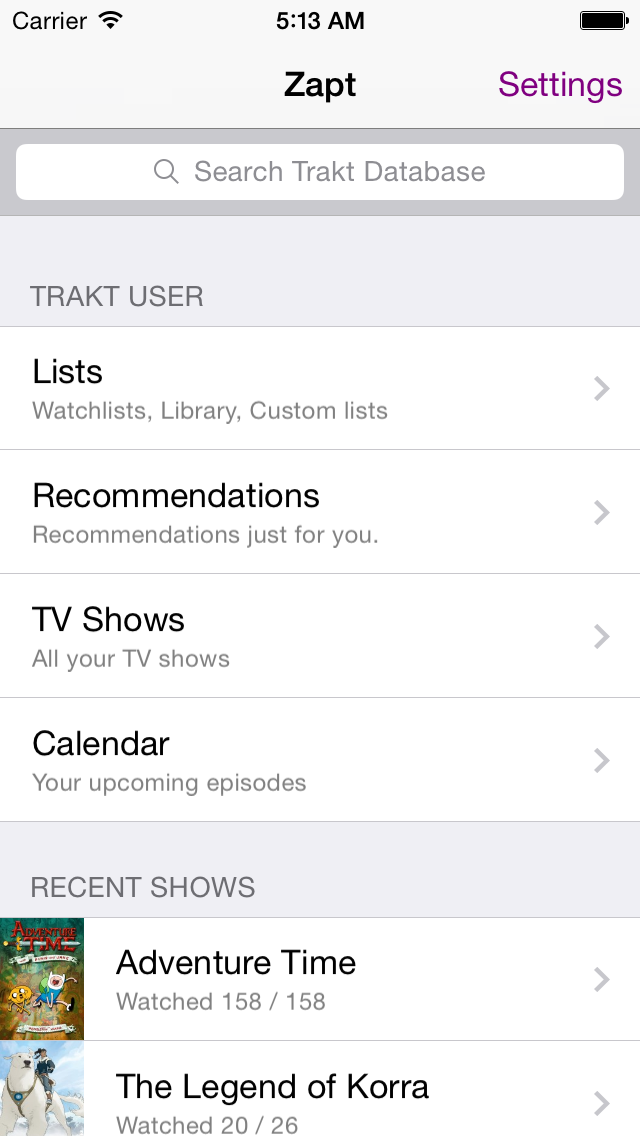 Carrier 5:13 AM
Zapt Settings
Search Trakt Database
TRAKT USER
Lists
Watchlists, Library, Custom lists
Recommendations
Recommendations just for you.
TV Shows
All your TV shows
Calendar
Your upcoming episodes
RECENT SHOWS
ADVENTURE
TIME
Adventure Time
Watched 158 / 158
The Legend of Korra
Watched 20 / 26